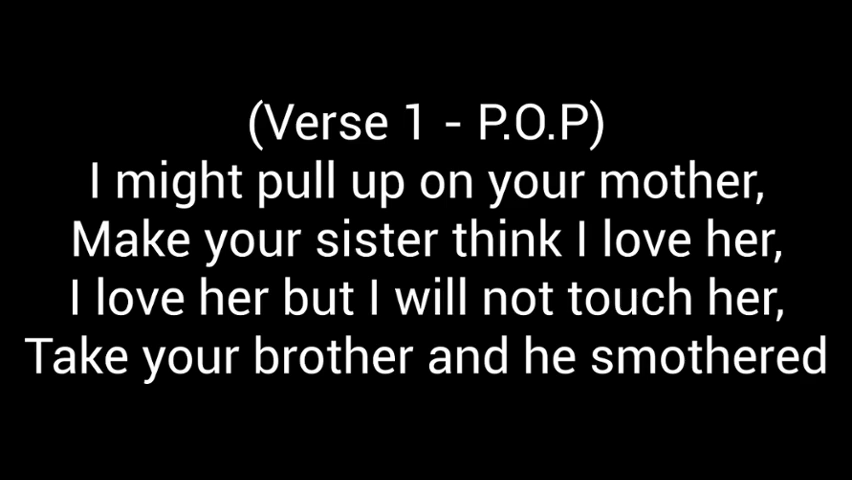 (Verse 1 - P.O.P)
I might pull up on your mother,
Make your sister think I love her,
I love her but I will not touch her,
Take your brother and he smothered